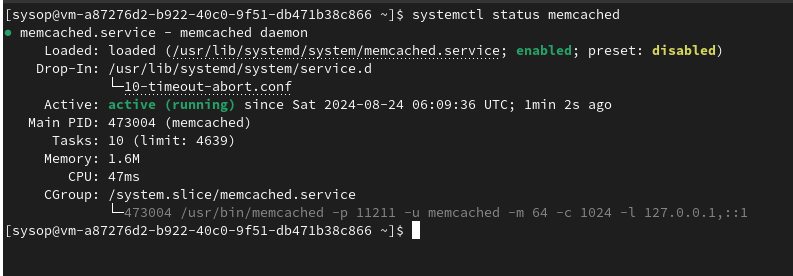 [sysop@vm-a87276d2-b922-40c0-9f51-db471b38c866 ~]$ systemctl status memcached
● memcached.service - memcached daemon
     Loaded: loaded (/usr/lib/systemd/system/memcached.service; enabled; preset: disabled)
    Drop-In: /usr/lib/systemd/system/service.d
             └─10-timeout-abort.conf
     Active: active (running) since Sat 2024-08-24 06:09:36 UTC; 1min 2s ago
   Main PID: 473004 (memcached)
      Tasks: 10 (limit: 4639)
     Memory: 1.6M
        CPU: 47ms
     CGroup: /system.slice/memcached.service
             └─473004 /usr/bin/memcached -p 11211 -u memcached -m 64 -c 1024 -l 127.0.0.1,::1
[sysop@vm-a87276d2-b922-40c0-9f51-db471b38c866 ~]$